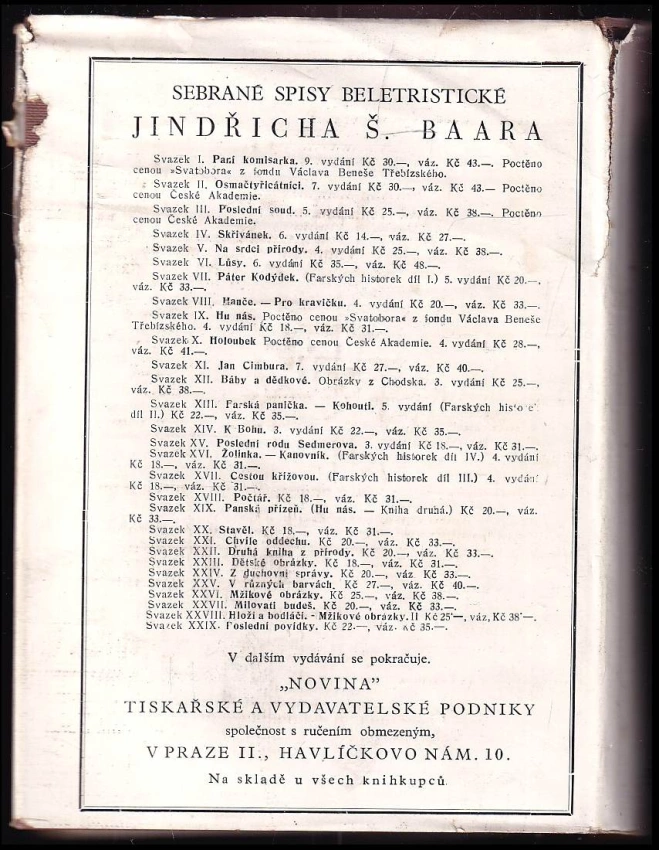 SEBRANÉ SPISY BELETRISTICKÉ
JINDŘICHA Š. BAARA
Svazek I. Paní komisarka. 9. vydání Kč 30.—, váz. Kč 43.— Poctěno
cenou »Svatobora« z fondu Václava Beneše Třebízského.
Svazek II. Osmačtyřicátníci. 7. vydání Kč 30.—, váz. Kč 43.— Poctěno
cenou České Akademie.
Svazek III. Poslední soud. 5. vydání Kč 25.—, váz. Kč 38.— Poctěno
cenou České Akademie.
Svazek IV. Skřivánek. 6. vydání Kč 14.—, váz. Kč 27.—.
Svazek V. Na srdci přírody. 4. vydání Kč 25.—, váz. Kč 38.—.
Svazek VI. Lůsy. 6. vydání Kč 35.—, váz. Kč 48.—.
Svazek VII. Páter Kodýdek. (Farských historek díl I.) 5. vydání Kč 20.—,
váz. Kč 33.—.
Svazek VIII. Hanče. — Pro kravičku. 4. vydání Kč 20.—, váz. Kč 33.—.
Svazek IX. Hu nás. Poctěno cenou »Svatobora« z fondu Václava Beneše
Třebízského. 4. vydání Kč 18.—, váz. Kč 31.—.
Svazek X. Holoubek Poctěno cenou České Akademie. 4. vydání Kč 28.—,
váz. Kč 41.—.
Svazek XI. Jan Cimbura. 7. vydání Kč 27.—, váz. Kč 40.—.
Svazek XII. Báby a dědkové. Obrázky z Chodska. 3. vydání Kč 25.—,
váz. Kč 38.—.
Svazek XIII. Farská panička. — Kohouti. 5. vydání (Farských historek
díl II.) Kč 22.—, váz. Kč 35.—.
Svazek XIV. K Bohu. 3. vydání Kč 22.—, váz. Kč 35.—.
Svazek XV. Poslední rodu Sedmerova. 3. vydání Kč 18.—, váz. Kč 31.—.
Svazek XVI. Žolinka. — Kanovník. (Farských historek díl IV.) 4. vydání
Kč 18.—, váz. Kč 31.—.
Svazek XVII. Cestou křížovou. (Farských historek díl III.) 4. vydání
Kč 18.—, váz. Kč 31.—.
Svazek XVIII. Počtář. Kč 18.—, váz. Kč 31.—.
Svazek XIX. Panská přízeň. (Hu nás. — Kniha druhá.) Kč 20.—, váz.
Kč 33.—.
Svazek XX. Stavěl. Kč 18.—, váz. Kč 31.—.
Svazek XXI. Chvíle oddechu. Kč 20.—, váz. Kč 33.—.
Svazek XXII. Druhá kniha z přírody. Kč 20.—, váz. Kč 33.—.
Svazek XXIII. Dětské obrázky. Kč 18.—, váz. Kč 31.—.
Svazek XXIV. Z duchovní správy. Kč 20.—, váz. Kč 33.—.
Svazek XXV. V různých barvách. Kč 27.—, váz. Kč 40.—.
Svazek XXVI. Mžikové obrázky. Kč 25.—, váz. Kč 38.—.
Svazek XXVII. Milovati budeš. Kč 20.—, váz. Kč 33.—.
Svazek XXVIII. Hloží a bodláčí. - Mžikové obrázky. II Kč 25'—, váz, Kč 38'—.
Svazek XXIX. Poslední povídky. Kč 22.—, váz. Kč 35.—.
V dalším vydávání se pokračuje.
„NOVINA"
TISKAŘSKÉ A VYDAVATELSKÉ PODNIKY
společnost s ručením obmezeným,
V PRAZE II., HAVLÍČKOVO NÁM. 10.
Na skladě u všech knihkupců.